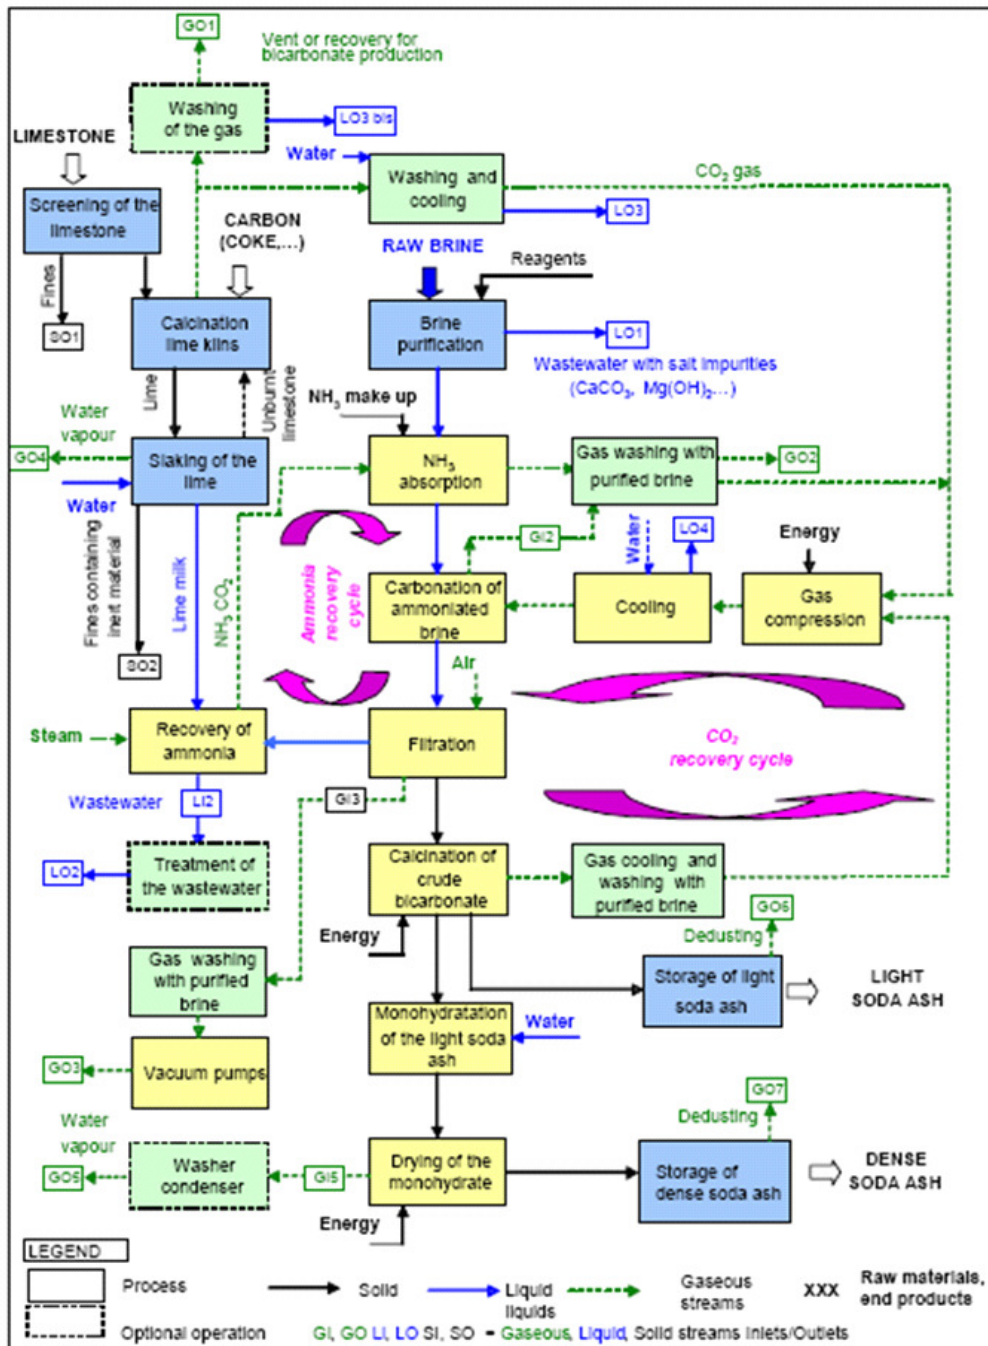 GO1
Vent or recovery for
bicarbonate production
Washing
of the gas
LO3 bis
LIMESTONE
Water
Washing and
cooling
CO₂ gas
LO3
Screening of the
limestone
CARBON
(COKE,...)
RAW BRINE
Reagents
Fines
SO1
Calcination
lime kilns
Brine
purification
LO1
Wastewater with salt impurities
(CaCO₃, Mg(OH)₂...)
Lime
Unburnt
limestone
NH₃ make up
Water
vapour
GO4
Slaking of the
lime
NH₃
absorption
Gas washing with
purified brine
GO2
Water
Fines containing
inert material
Lime milk
NH₃ CO₂
Ammonia
recovery
cycle
GI2
Water
LO4
Energy
Carbonation of
ammoniated
brine
Cooling
Gas
compression
SO2
Air
Steam
Recovery of
ammonia
Filtration
CO₂
recovery cycle
Wastewater
LI2
GI3
LO2
Treatment of
the wastewater
Calcination of
crude
bicarbonate
Gas cooling and
washing with
purified brine
GO6
Dedusting
Energy
Gas washing
with purified
brine
Storage of light
soda ash
LIGHT
SODA ASH
Monohydratation
of the light soda
ash
Water
GO3
Vacuum pumps
GO7
Dedusting
Water
vapour
GO5
Washer
condenser
GI5
Drying of the
monohydrate
Storage of
dense soda ash
DENSE
SODA ASH
Energy
LEGEND
Process
Solid
Liquid
liquids
Gaseous
streams
XXX
Raw materials,
end products
Optional operation
GI, GO LI, LO SI, SO - Gaseous, Liquid, Solid streams Inlets/Outlets